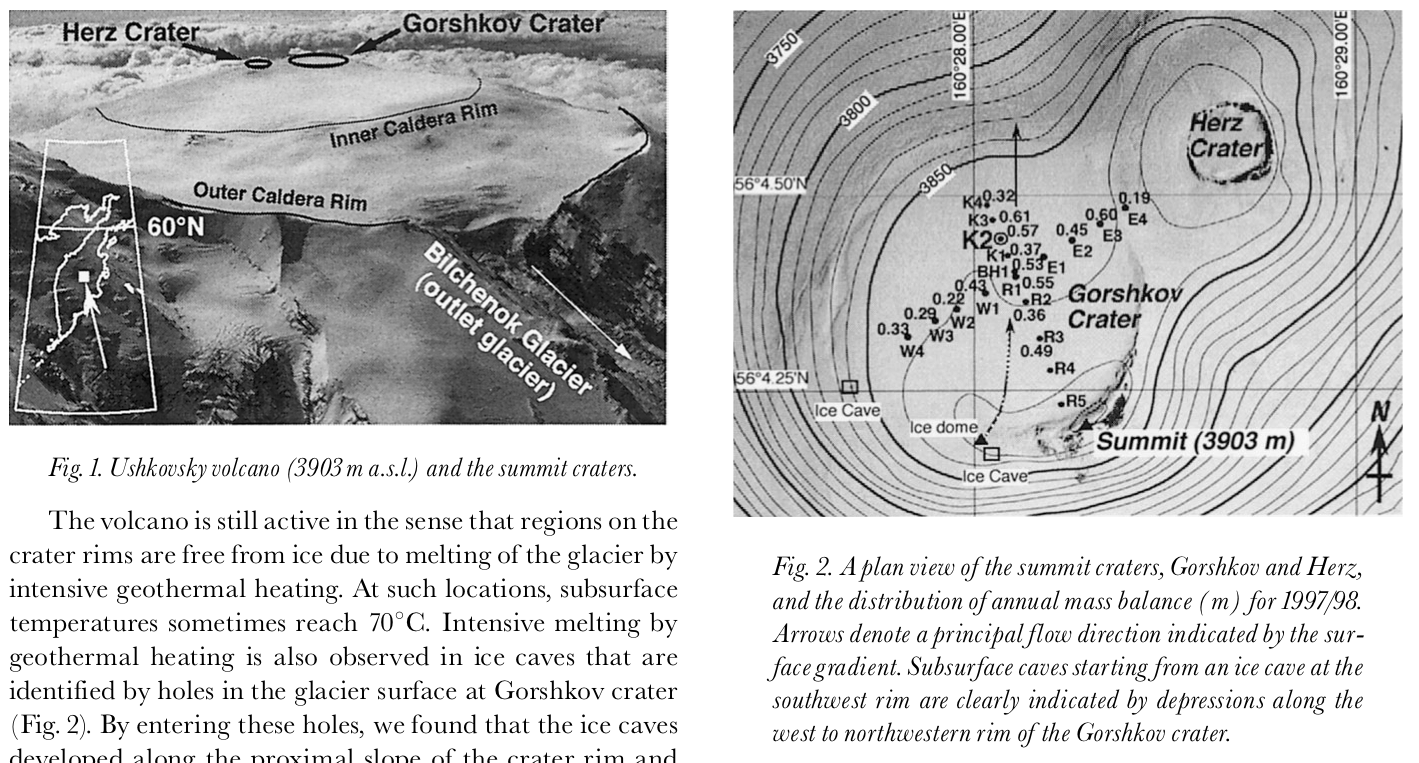 Herz Crater
Gorshkov Crater
Inner Caldera Rim
Outer Caldera Rim
60°N
Bilchenok Glacier
(outlet glacier)
Fig. 1. Ushkovsky volcano (3903 m a.s.l.) and the summit craters.
The volcano is still active in the sense that regions on the
crater rims are free from ice due to melting of the glacier by
intensive geothermal heating. At such locations, subsurface
temperatures sometimes reach 70°C. Intensive melting by
geothermal heating is also observed in ice caves that are
identified by holes in the glacier surface at Gorshkov crater
(Fig. 2). By entering these holes, we found that the ice caves
developed along the proximal slope of the crater rim and
3750
160°28.00'E
160°29.00'E
3800
Herz
Crater
3850
56°4.50'N
K4 0.32
0.19
K3 0.61
0.60 E4
K2 0.57
0.45 E3
K1 0.37
E2
0.53 E1
BH1
0.43 R1 0.55
0.22 W1 R2
Gorshkov
Crater
0.29 W2 0.36
0.33 W3 R3
W4 0.49
R4
56°4.25'N
R5
Ice Cave
Ice dome
N
Summit (3903 m)
Ice Cave
Fig. 2. A plan view of the summit craters, Gorshkov and Herz,
and the distribution of annual mass balance (m) for 1997/98.
Arrows denote a principal flow direction indicated by the sur-
face gradient. Subsurface caves starting from an ice cave at the
southwest rim are clearly indicated by depressions along the
west to northwestern rim of the Gorshkov crater.